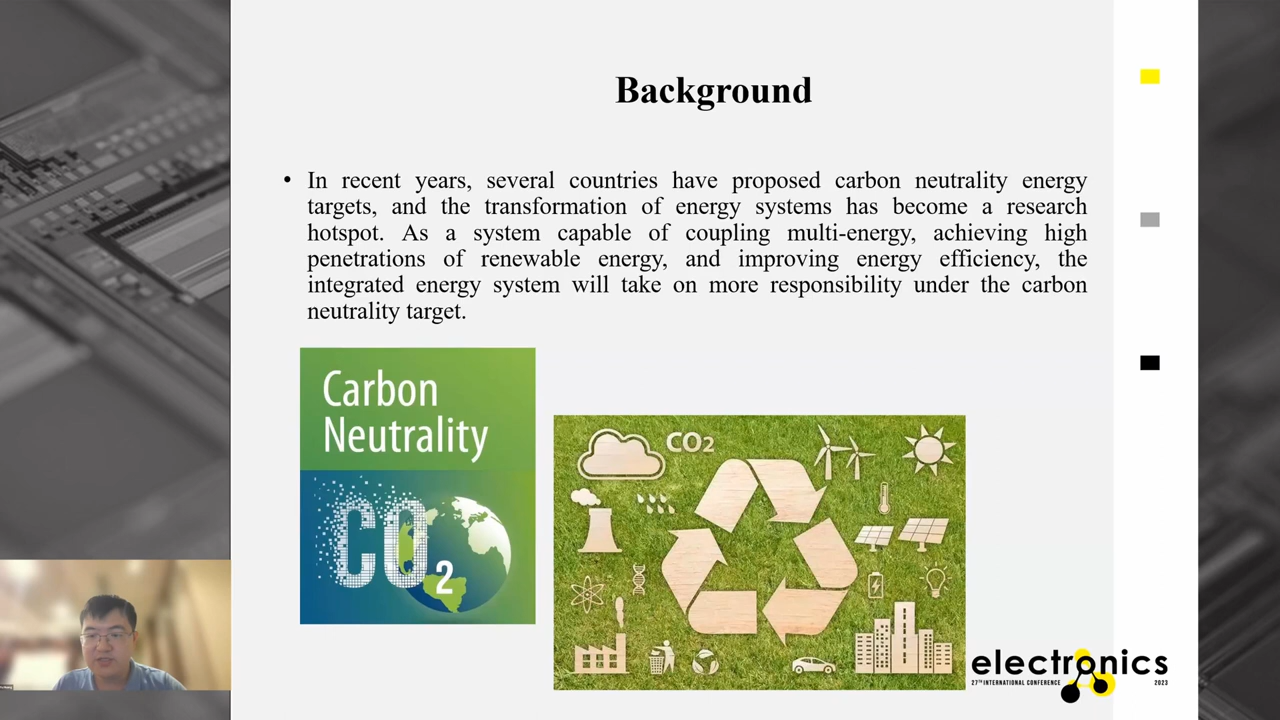 Background
• In recent years, several countries have proposed carbon neutrality energy
targets, and the transformation of energy systems has become a research
hotspot. As a system capable of coupling multi-energy, achieving high
penetrations of renewable energy, and improving energy efficiency, the
integrated energy system will take on more responsibility under the carbon
neutrality target.
Carbon
Neutrality
CO2
CO2
electronics
27TH INTERNATIONAL CONFERENCE 2023